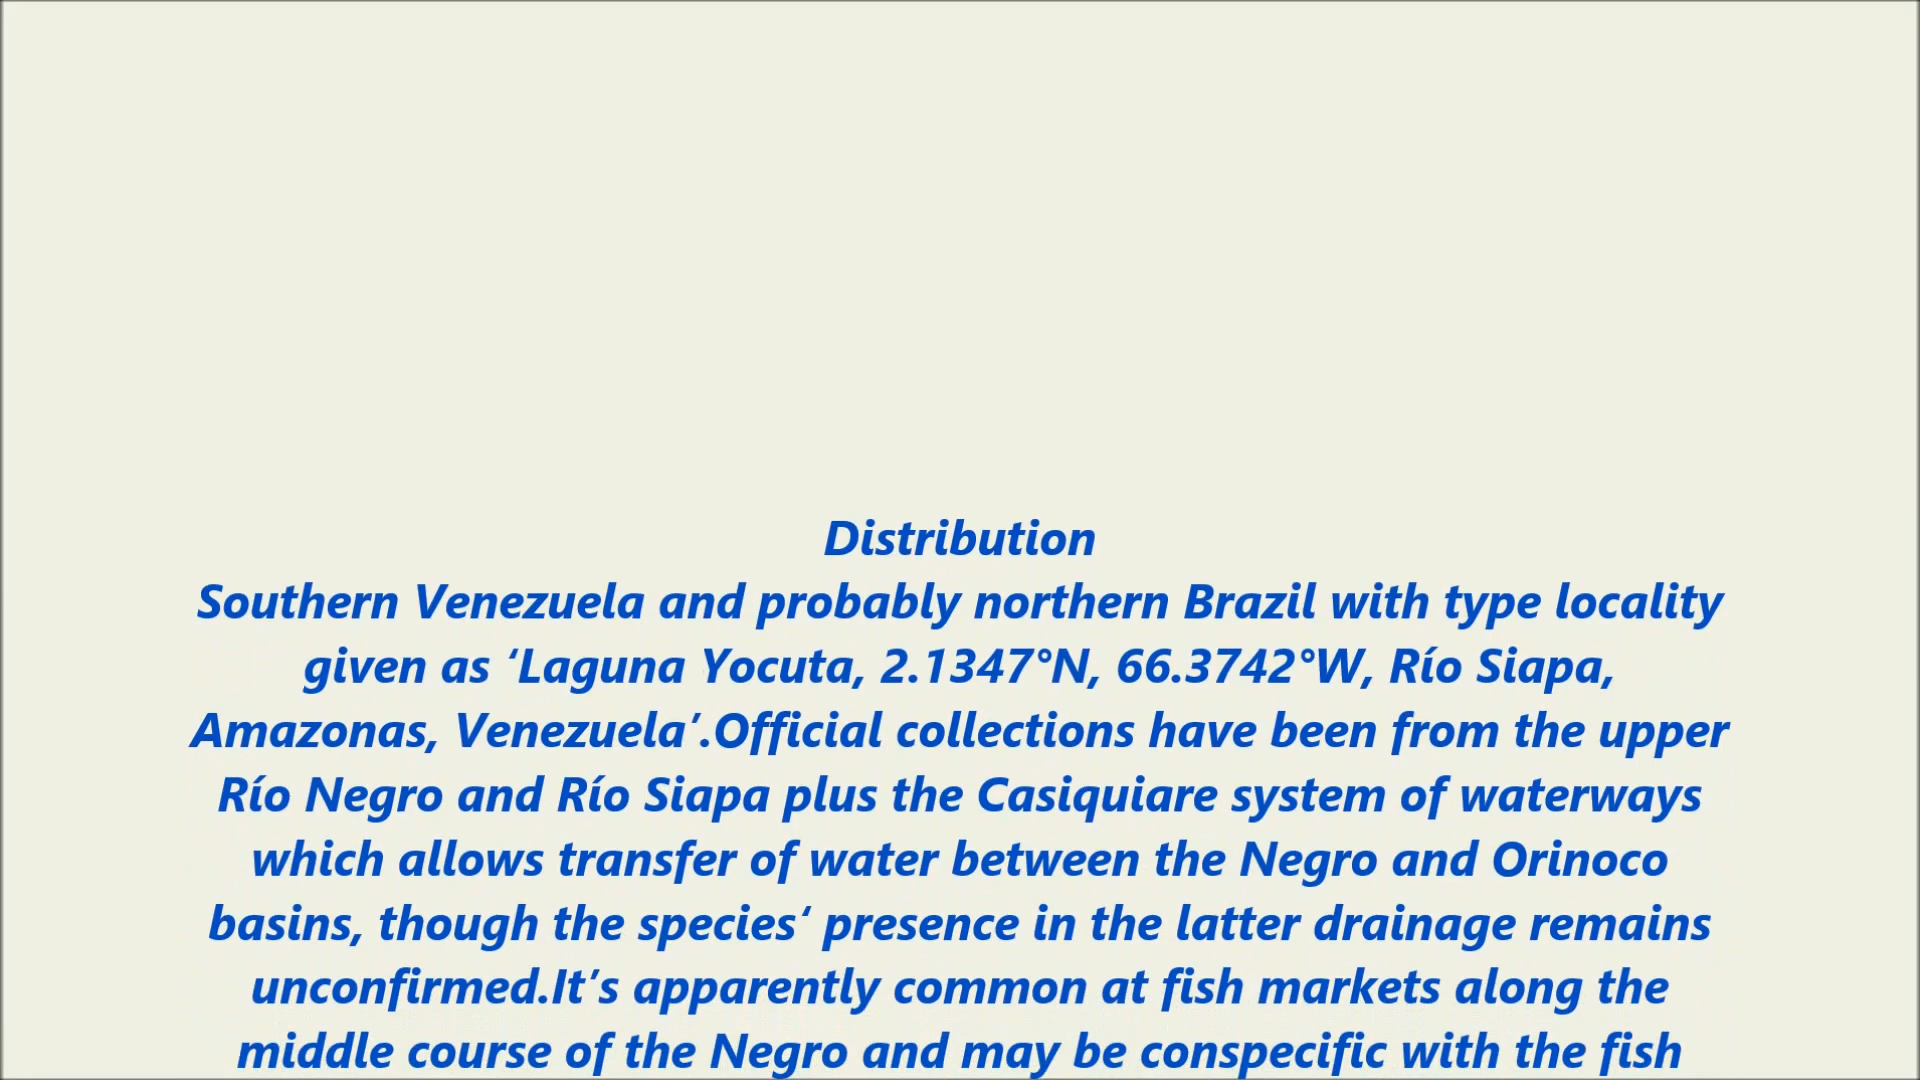 Distribution
Southern Venezuela and probably northern Brazil with type locality
given as ‘Laguna Yocuta, 2.1347°N, 66.3742°W, Río Siapa,
Amazonas, Venezuela’.Official collections have been from the upper
Río Negro and Río Siapa plus the Casiquiare system of waterways
which allows transfer of water between the Negro and Orinoco
basins, though the species‘ presence in the latter drainage remains
unconfirmed.It’s apparently common at fish markets along the
middle course of the Negro and may be conspecific with the fish